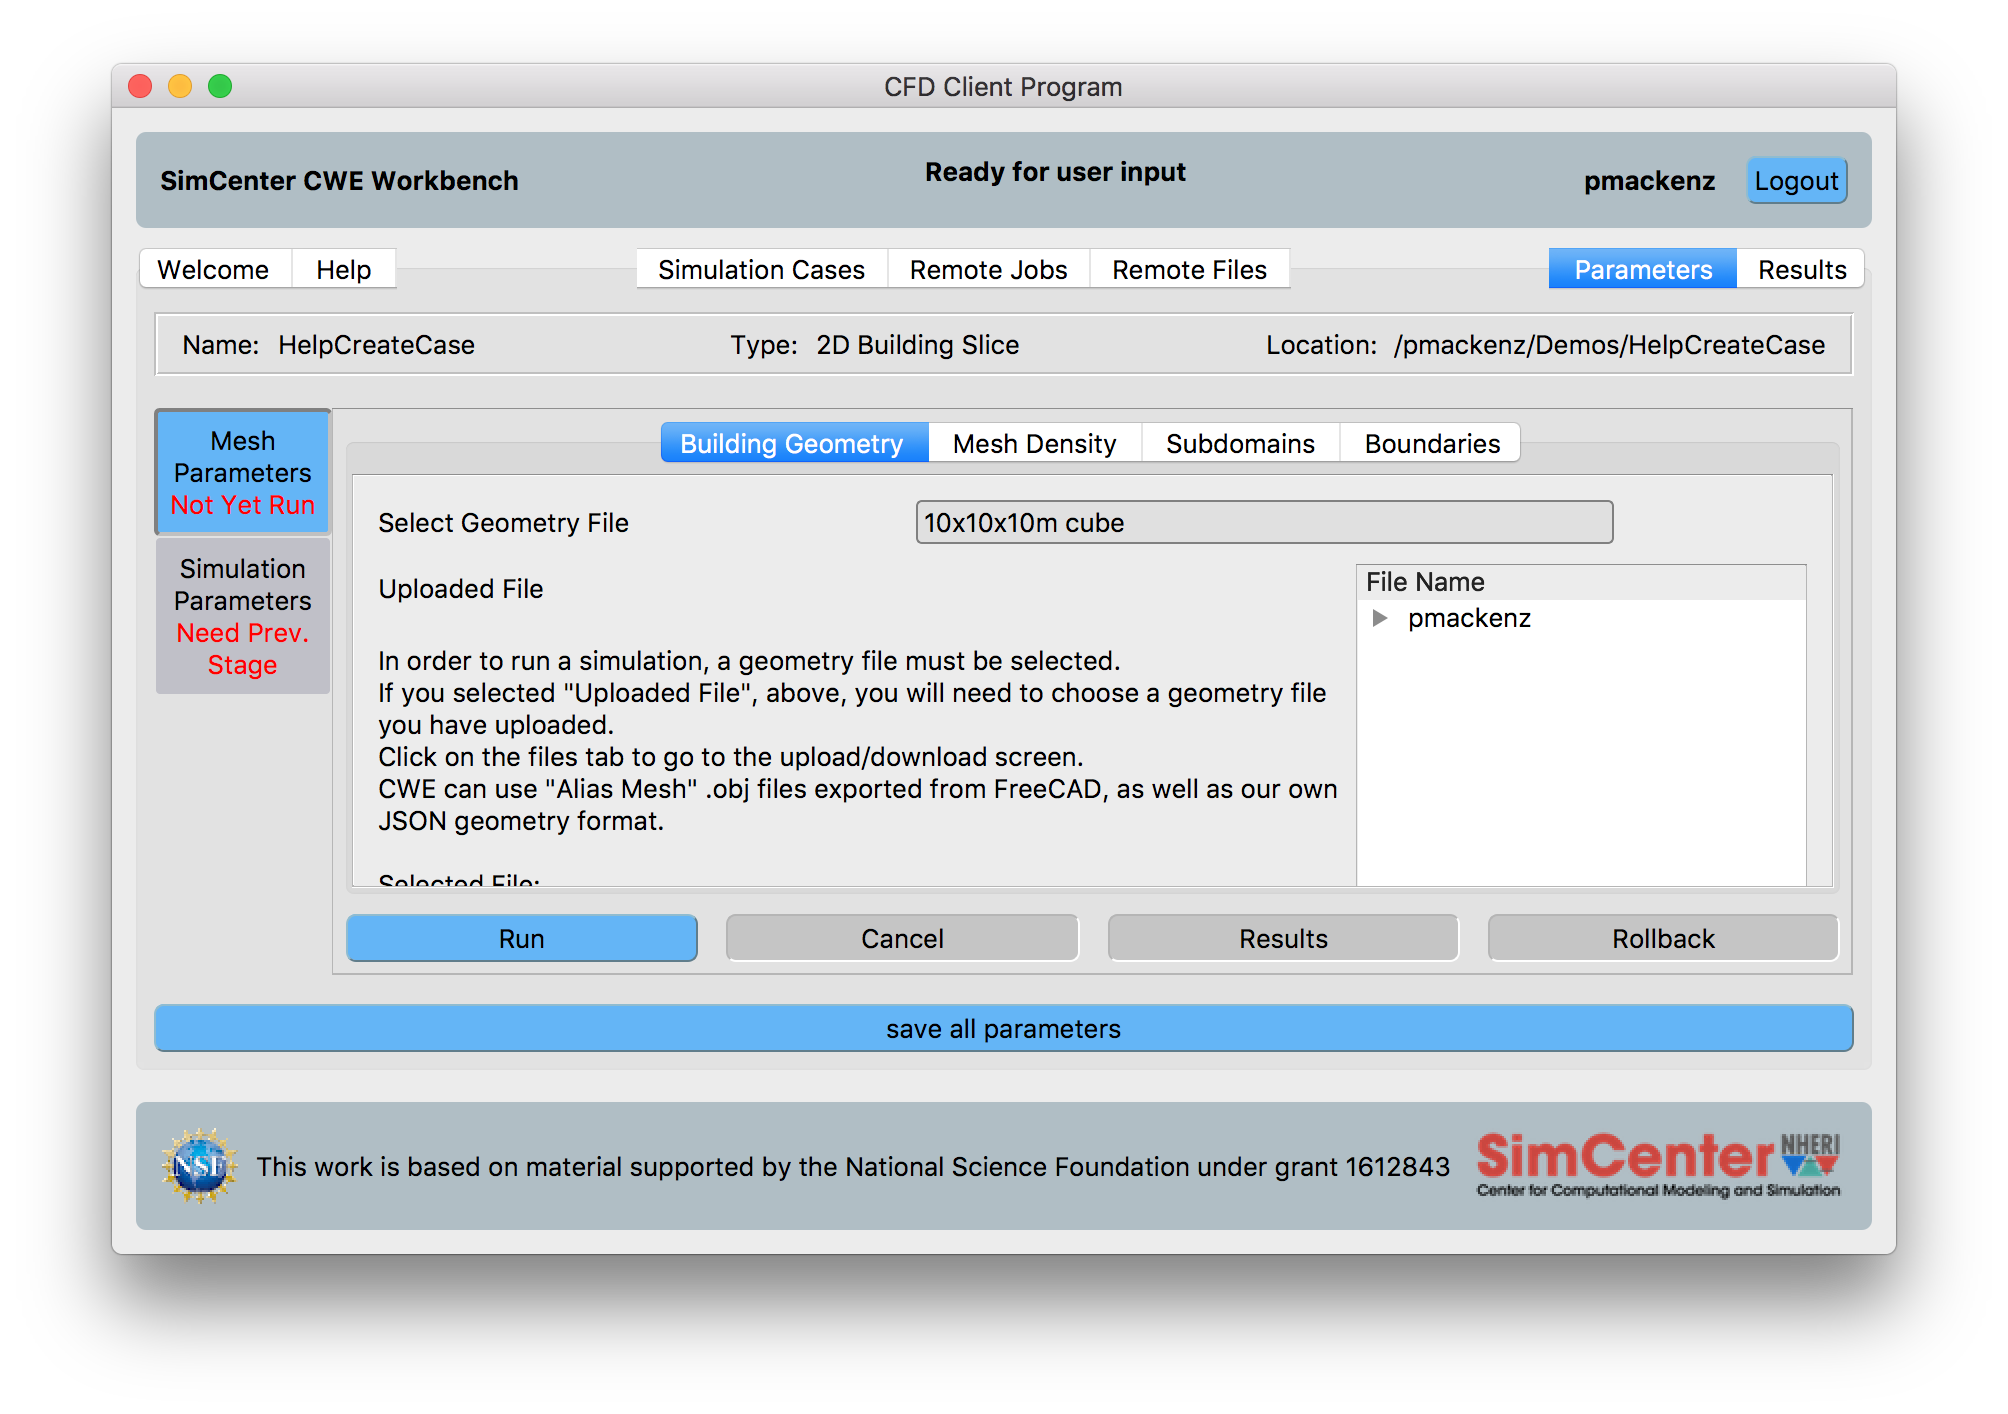 CFD Client Program
SimCenter CWE Workbench
Ready for user input
pmackenz
Logout
Welcome
Help
Simulation Cases
Remote Jobs
Remote Files
Parameters
Results
Name: HelpCreateCase
Type: 2D Building Slice
Location: /pmackenz/Demos/HelpCreateCase
Mesh
Parameters
Not Yet Run
Simulation
Parameters
Need Prev.
Stage
Building Geometry
Mesh Density
Subdomains
Boundaries
Select Geometry File
10x10x10m cube
Uploaded File
File Name
pmackenz
In order to run a simulation, a geometry file must be selected.
If you selected "Uploaded File", above, you will need to choose a geometry file
you have uploaded.
Click on the files tab to go to the upload/download screen.
CWE can use "Alias Mesh" .obj files exported from FreeCAD, as well as our own
JSON geometry format.
Selected File:
Run
Cancel
Results
Rollback
save all parameters
NSF
This work is based on material supported by the National Science Foundation under grant 1612843
SimCenter NHERI
Center for Computational Modeling and Simulation